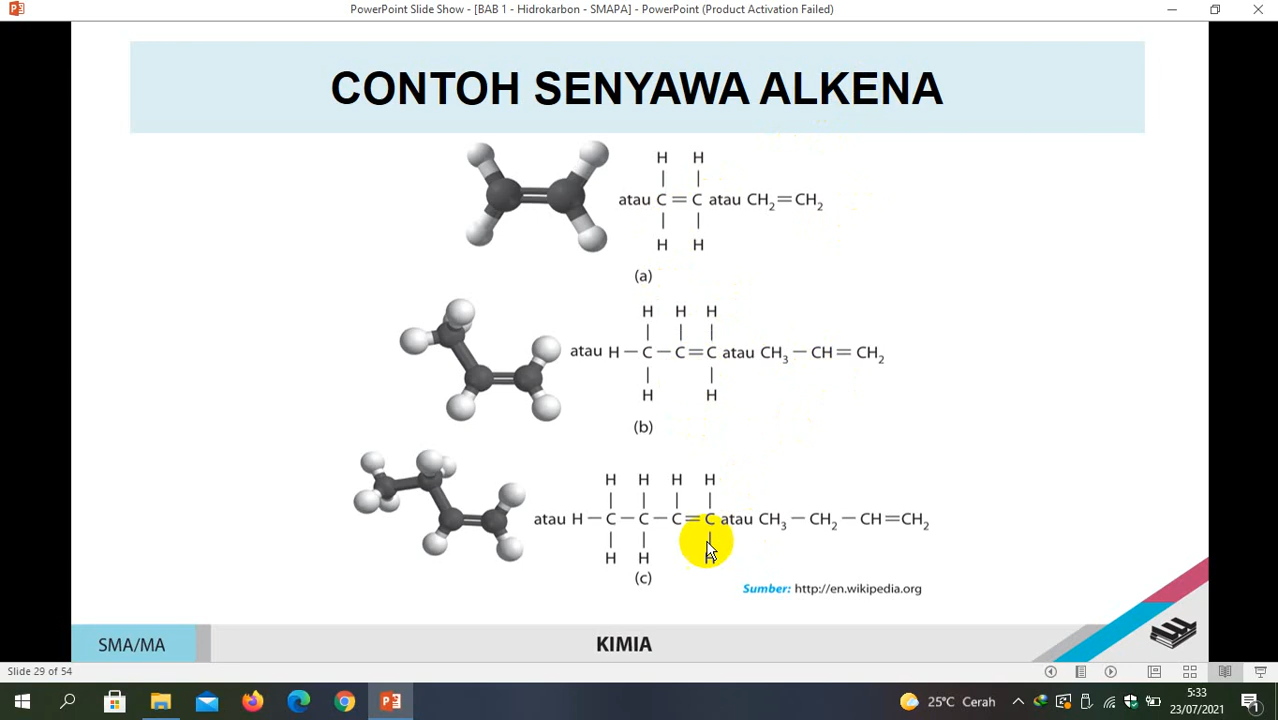 PowerPoint Slide Show - [BAB 1 - Hidrokarbon - SMAPA] - PowerPoint (Product Activation Failed)
CONTOH SENYAWA ALKENA
H H
atau C = C atau CH₂=CH₂
H H
(a)
H H H
atau H — C — C = C atau CH₃ — CH = CH₂
H H
(b)
H H H H
atau H — C — C — C = C atau CH₃ — CH₂ — CH = CH₂
H H H
(c)
Sumber: http://en.wikipedia.org
SMA/MA
KIMIA
Slide 29 of 54
25°C Cerah
5:33
23/07/2021
1